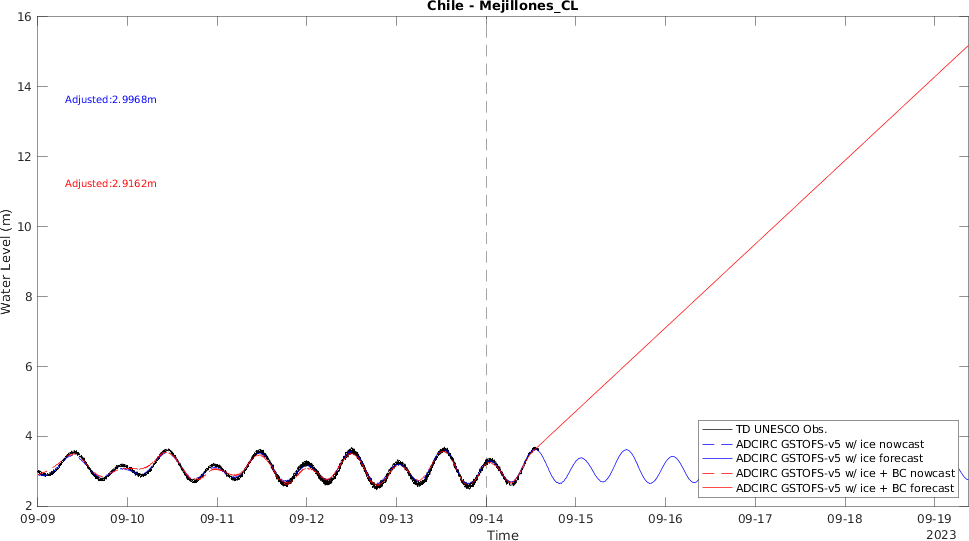 Chile - Mejillones_CL
16
14
12
10
8
6
4
2
Water Level (m)
Adjusted:2.9968m
Adjusted:2.9162m
TD UNESCO Obs.
ADCIRC GSTOFS-v5 w/ ice nowcast
ADCIRC GSTOFS-v5 w/ ice forecast
ADCIRC GSTOFS-v5 w/ ice + BC nowcast
ADCIRC GSTOFS-v5 w/ ice + BC forecast
09-09 09-10 09-11 09-12 09-13 09-14 09-15 09-16 09-17 09-18 09-19
Time
2023